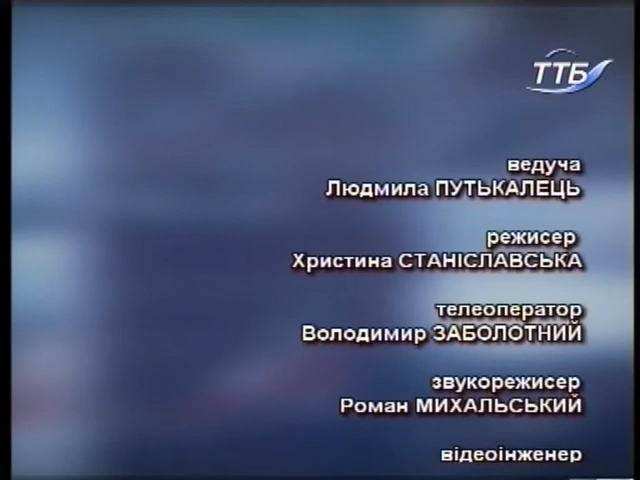 ТТБ
ведуча
Людмила ПУТЬКАЛЕЦЬ
режисер
Христина СТАНІСЛАВСЬКА
телеоператор
Володимир ЗАБОЛОТНИЙ
звукорежисер
Роман МИХАЛЬСЬКИЙ
відеоінженер